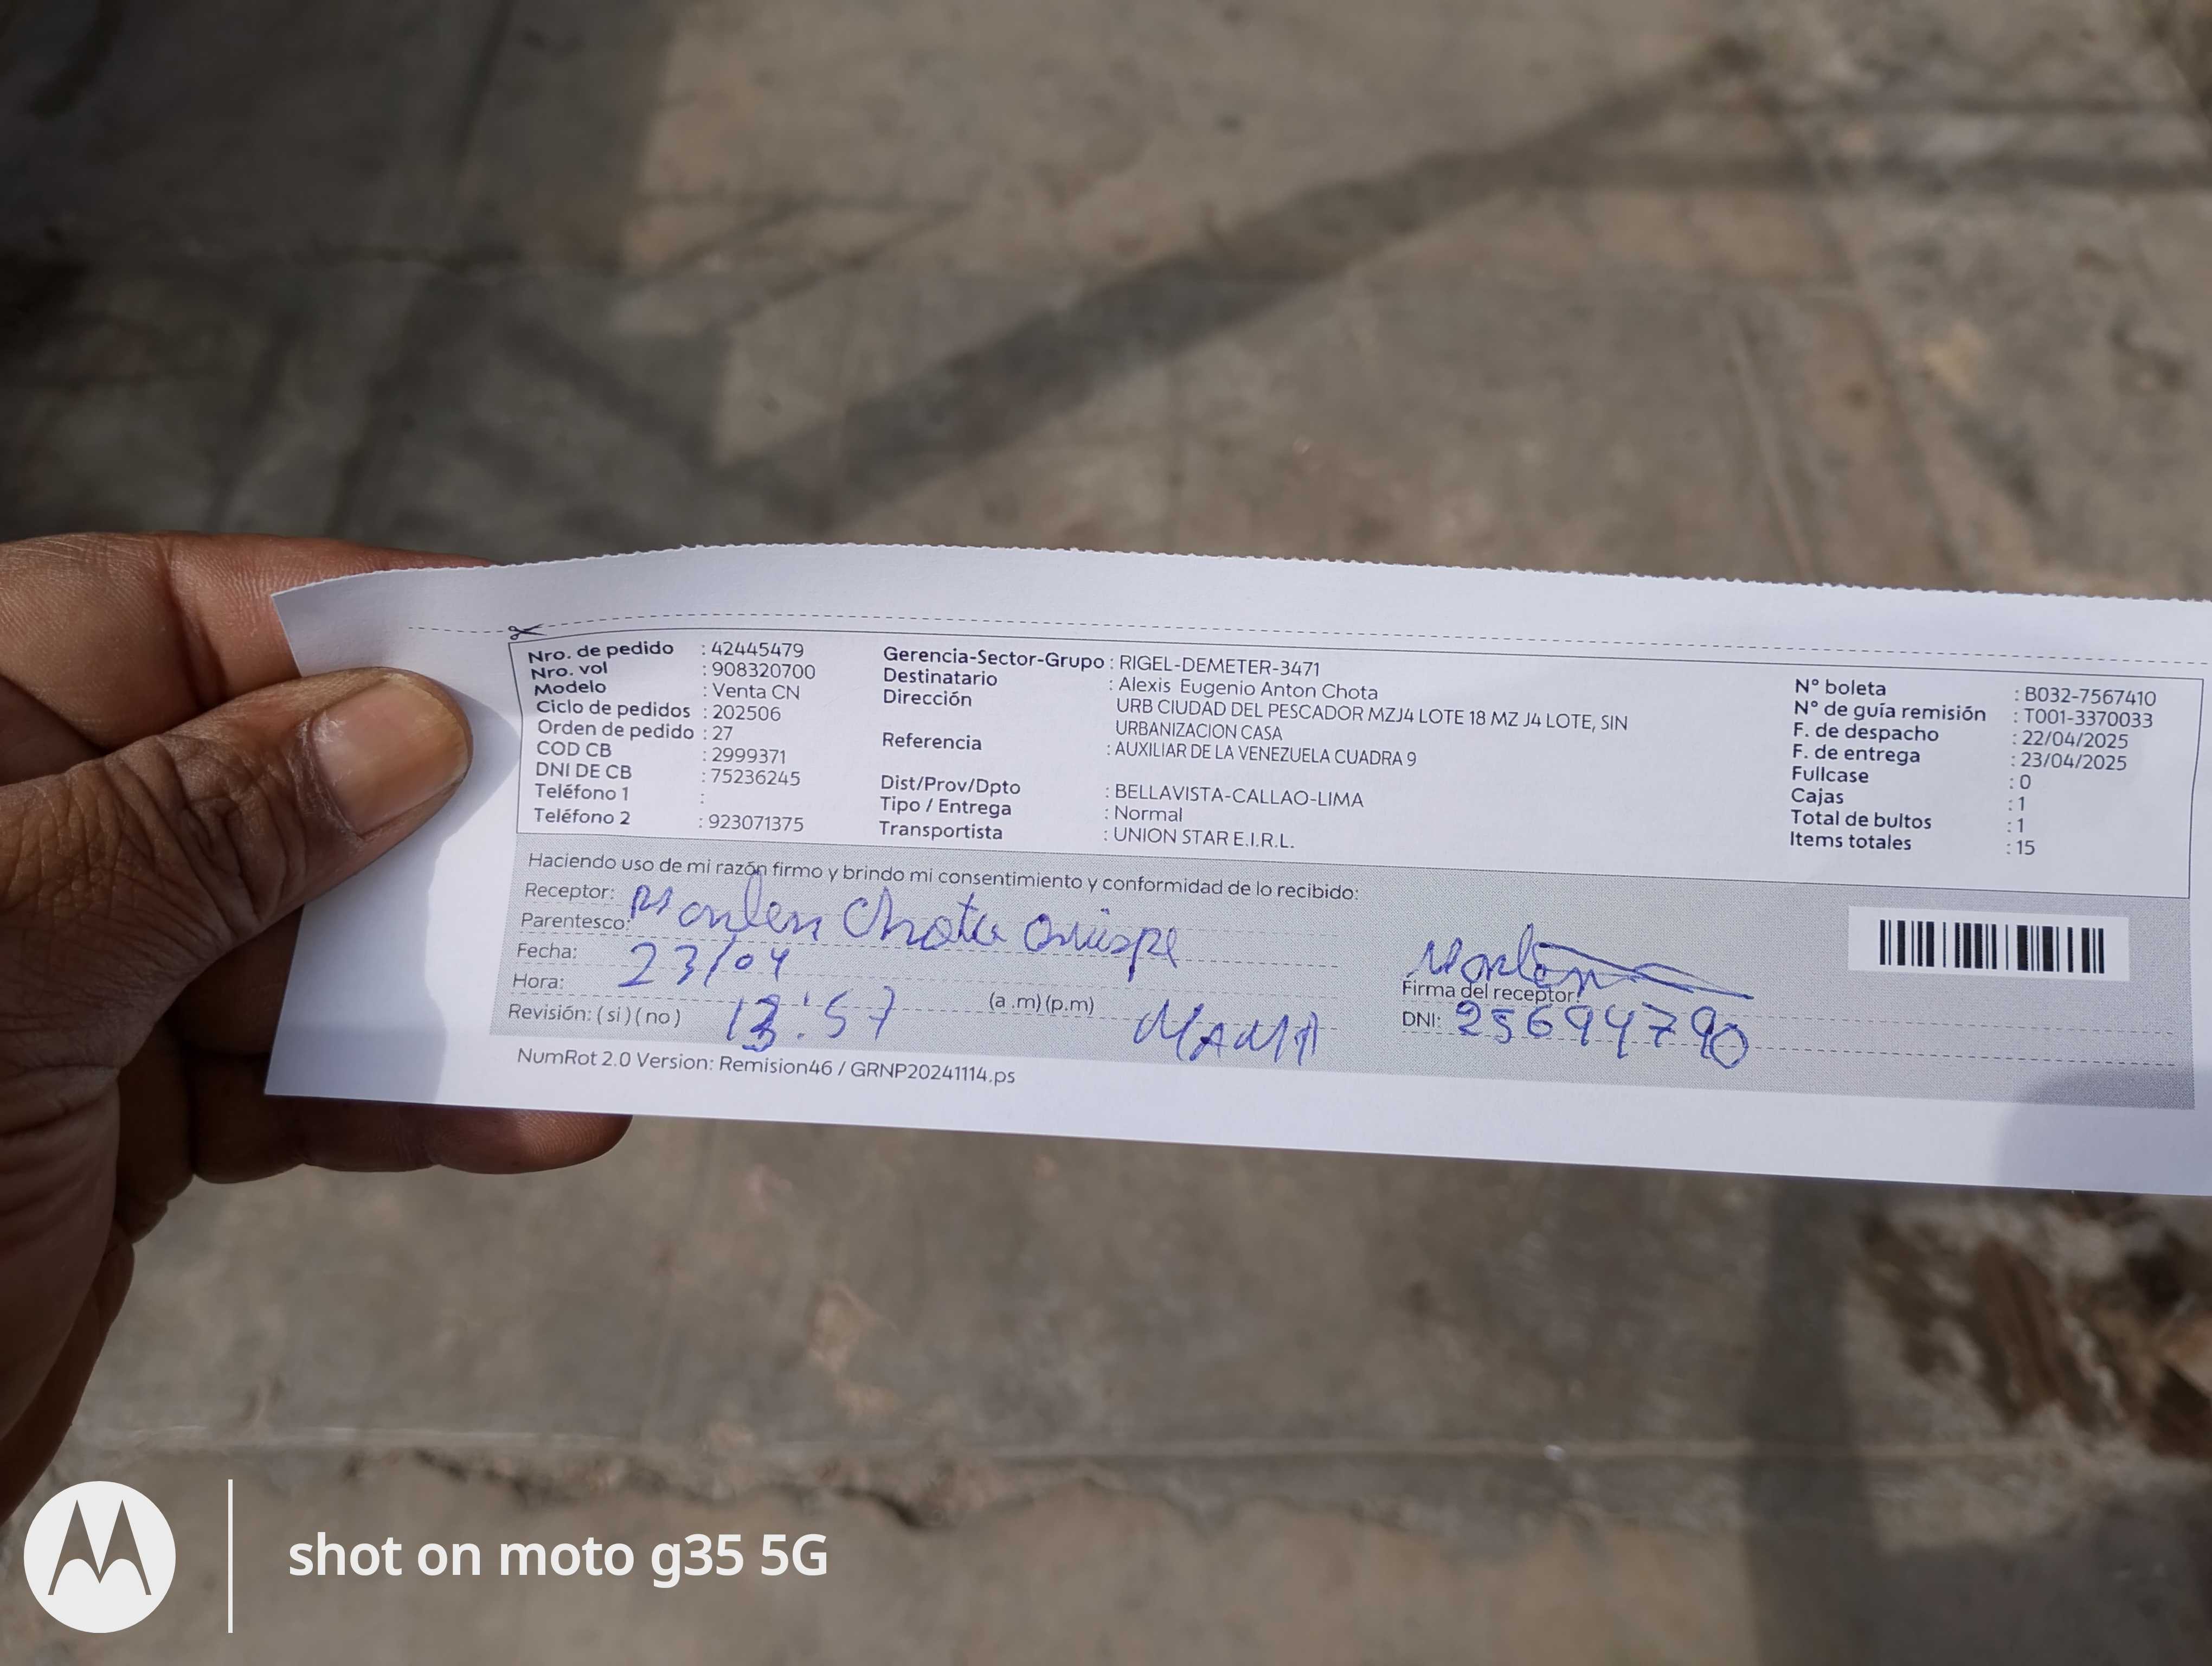 Nro. de pedido : 42445479
Nro. vol : 908320700
Modelo : Venta CN
Ciclo de pedidos : 202506
Orden de pedido : 27
COD CB : 2999371
DNI DE CB : 75236245
Teléfono 1 :
Teléfono 2 : 923071375
Gerencia-Sector-Grupo : RIGEL-DEMETER-3471
Destinatario : Alexis Eugenio Anton Chota
Dirección URB CIUDAD DEL PESCADOR MZJ4 LOTE 18 MZ J4 LOTE, SIN
URBANIZACION CASA
Referencia : AUXILIAR DE LA VENEZUELA CUADRA 9
Dist/Prov/Dpto : BELLAVISTA-CALLAO-LIMA
Tipo / Entrega : Normal
Transportista : UNION STAR E.I.R.L.
N° boleta : B032-7567410
N° de guía remisión : T001-3370033
F. de despacho : 22/04/2025
F. de entrega : 23/04/2025
Fullcase : 0
Cajas : 1
Total de bultos : 1
Items totales : 15
Haciendo uso de mi razón firmo y brindo mi consentimiento y conformidad de lo recibido:
Receptor: Marlen Chota Quispe
Parentesco:
Fecha: 23/04
Hora: 13:57 (a .m) (p.m)
Revisión: ( si ) ( no ) MAMA
Marlen
Firma del receptor:
DNI: 25694790
NumRot 2.0 Version: Remision46 / GRNP20241114.ps
shot on moto g35 5G